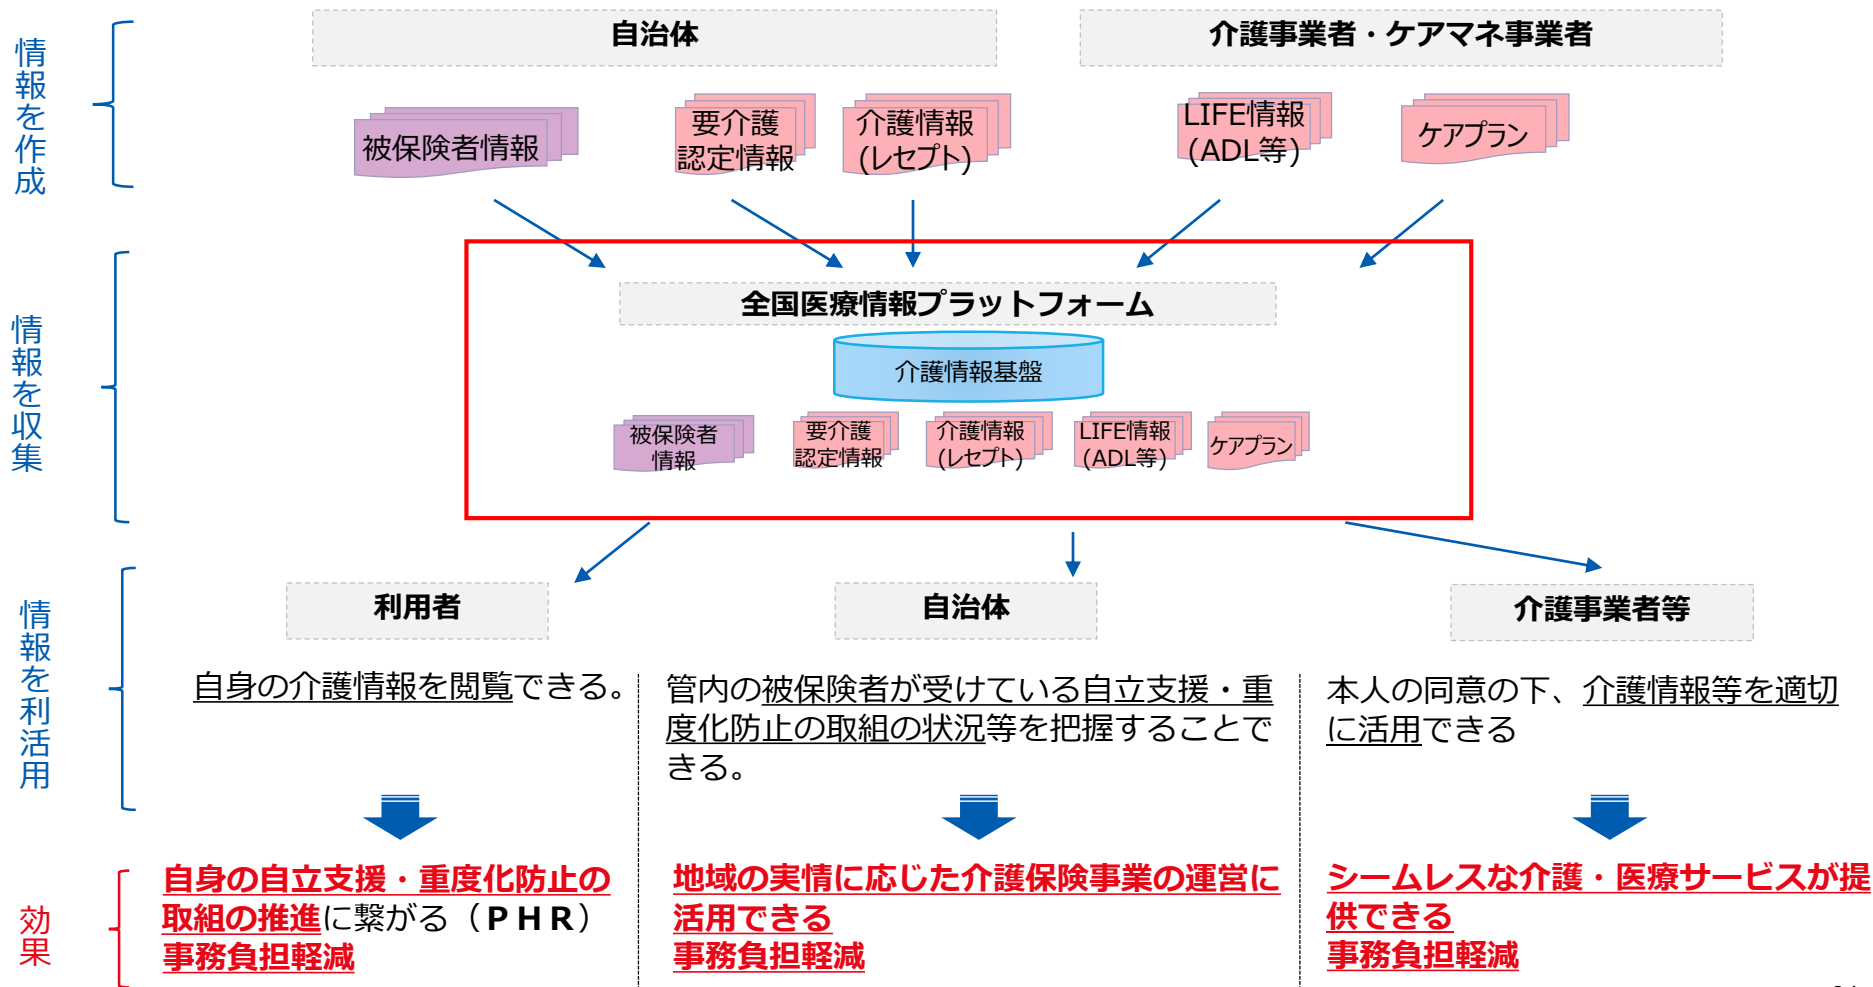 情報を作成
自治体
介護事業者・ケアマネ事業者
被保険者情報
要介護
認定情報
介護情報
(レセプト)
LIFE情報
(ADL等)
ケアプラン
情報を収集
全国医療情報プラットフォーム
介護情報基盤
被保険者
情報
要介護
認定情報
介護情報
(レセプト)
LIFE情報
(ADL等)
ケアプラン
情報を利活用
利用者
自身の介護情報を閲覧できる。
自治体
管内の被保険者が受けている自立支援・重
度化防止の取組の状況等を把握することで
きる。
介護事業者等
本人の同意の下、介護情報等を適切
に活用できる
効果
自身の自立支援・重度化防止の
取組の推進に繋がる（ＰＨＲ）
事務負担軽減
地域の実情に応じた介護保険事業の運営に
活用できる
事務負担軽減
シームレスな介護・医療サービスが提
供できる
事務負担軽減